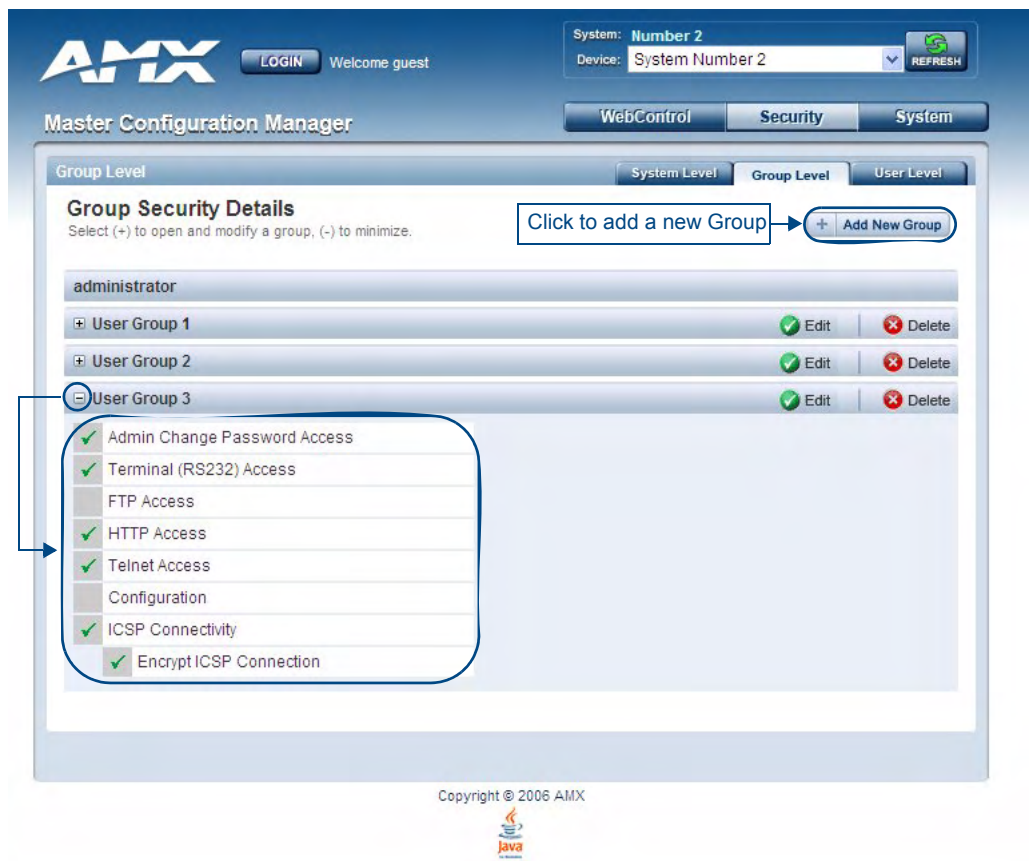 System: Number 2
AMX LOGIN Welcome guest
Device: System Number 2 REFRESH
Master Configuration Manager
WebControl Security System
Group Level
System Level Group Level User Level
Group Security Details
Select (+) to open and modify a group, (-) to minimize.
Click to add a new Group
+ Add New Group
administrator
User Group 1 Edit Delete
User Group 2 Edit Delete
User Group 3 Edit Delete
Admin Change Password Access
Terminal (RS232) Access
FTP Access
HTTP Access
Telnet Access
Configuration
ICSP Connectivity
Encrypt ICSP Connection
Copyright © 2006 AMX
Java